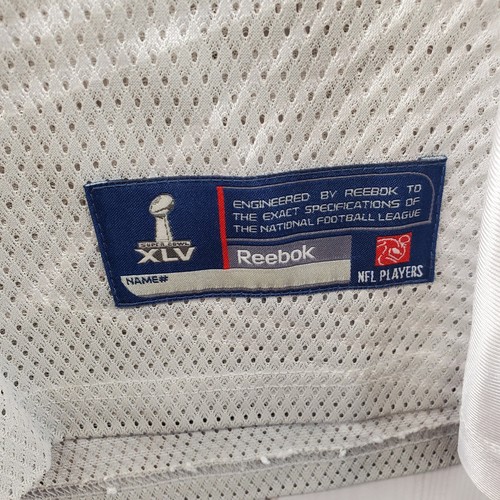 SUPER BOWL
XLV
NAME#
ENGINEERED BY REEBOK TO
THE EXACT SPECIFICATIONS OF
THE NATIONAL FOOTBALL LEAGUE
Reebok
NFL PLAYERS